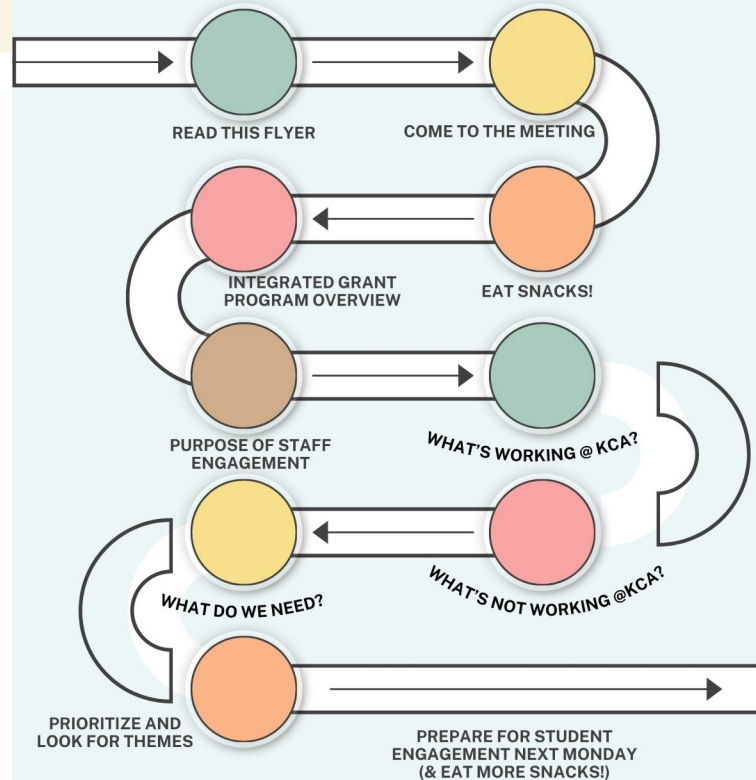 READ THIS FLYER
COME TO THE MEETING
EAT SNACKS!
INTEGRATED GRANT
PROGRAM OVERVIEW
PURPOSE OF STAFF
ENGAGEMENT
WHAT'S WORKING @ KCA?
WHAT'S NOT WORKING @KCA?
WHAT DO WE NEED?
PRIORITIZE AND
LOOK FOR THEMES
PREPARE FOR STUDENT
ENGAGEMENT NEXT MONDAY
(& EAT MORE SNACKS!)